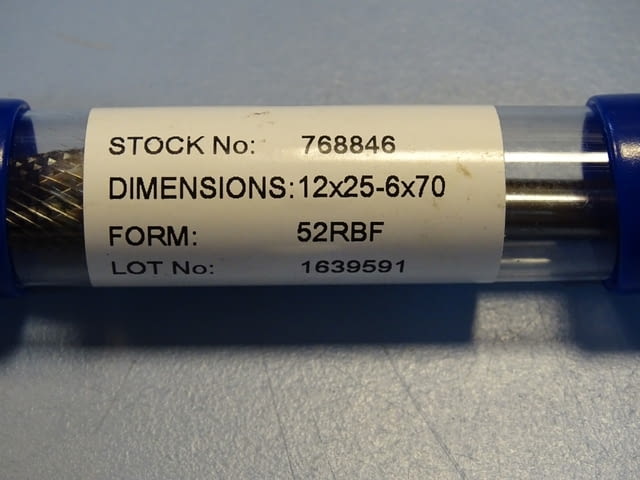 STOCK No: 768846
DIMENSIONS: 12x25-6x70
FORM: 52RBF
LOT No: 1639591